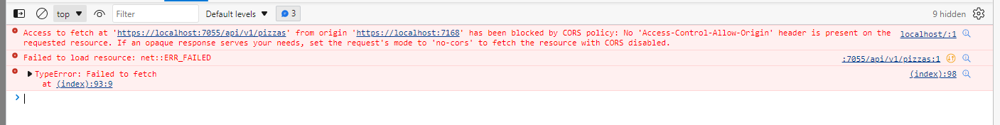 top ▼ Filter Default levels ▼ 3 9 hidden
Access to fetch at 'https://localhost:7055/api/v1/pizzas' from origin 'https://localhost:7168' has been blocked by CORS policy: No 'Access-Control-Allow-Origin' header is present on the localhost/:1
requested resource. If an opaque response serves your needs, set the request's mode to 'no-cors' to fetch the resource with CORS disabled.
Failed to load resource: net::ERR_FAILED :7055/api/v1/pizzas:1
▶ TypeError: Failed to fetch (index):98
at (index):93:9
>